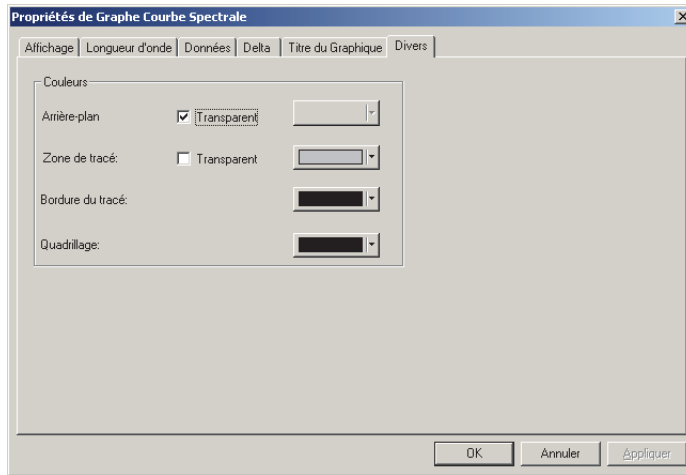 Propriétés de Graphe Courbe Spectrale
Affichage Longueur d'onde Données Delta Titre du Graphique Divers
Couleurs
Arrière-plan Transparent
Zone de tracé: Transparent
Bordure du tracé:
Quadrillage:
OK Annuler Appliquer